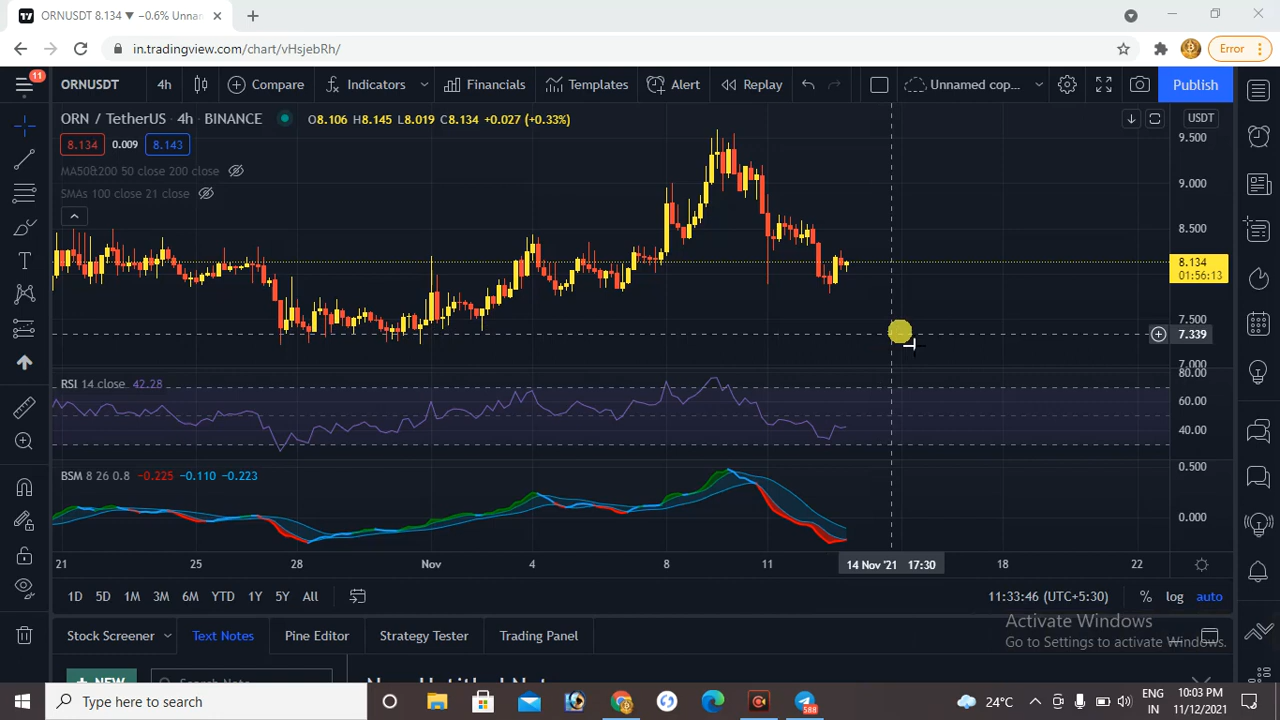 ORNUSDT 8.134 ▼ −0.6% Unnan
in.tradingview.com/chart/vHsjebRh/
Error
11
ORNUSDT 4h Compare Indicators Financials Templates Alert Replay Unnamed cop... Publish
ORN / TetherUS · 4h · BINANCE O8.106 H8.145 L8.019 C8.134 +0.027 (+0.33%)
USDT
8.134 0.009 8.143
MA50&200 50 close 200 close
SMAs 100 close 21 close
9.500
9.000
8.500
8.134
01:56:13
7.500
7.339
7.000
RSI 14 close 42.28
80.00
60.00
40.00
BSM 8 26 0.8 −0.225 −0.110 −0.223
0.500
0.000
21 25 28 Nov 4 8 11 14 Nov '21 17:30 18 22
1D 5D 1M 3M 6M YTD 1Y 5Y All 11:33:46 (UTC+5:30) % log auto
Activate Windows
Go to Settings to activate Windows.
Stock Screener Text Notes Pine Editor Strategy Tester Trading Panel
NEW Search Note
Type here to search
588
24°C
ENG
IN
10:03 PM
11/12/2021